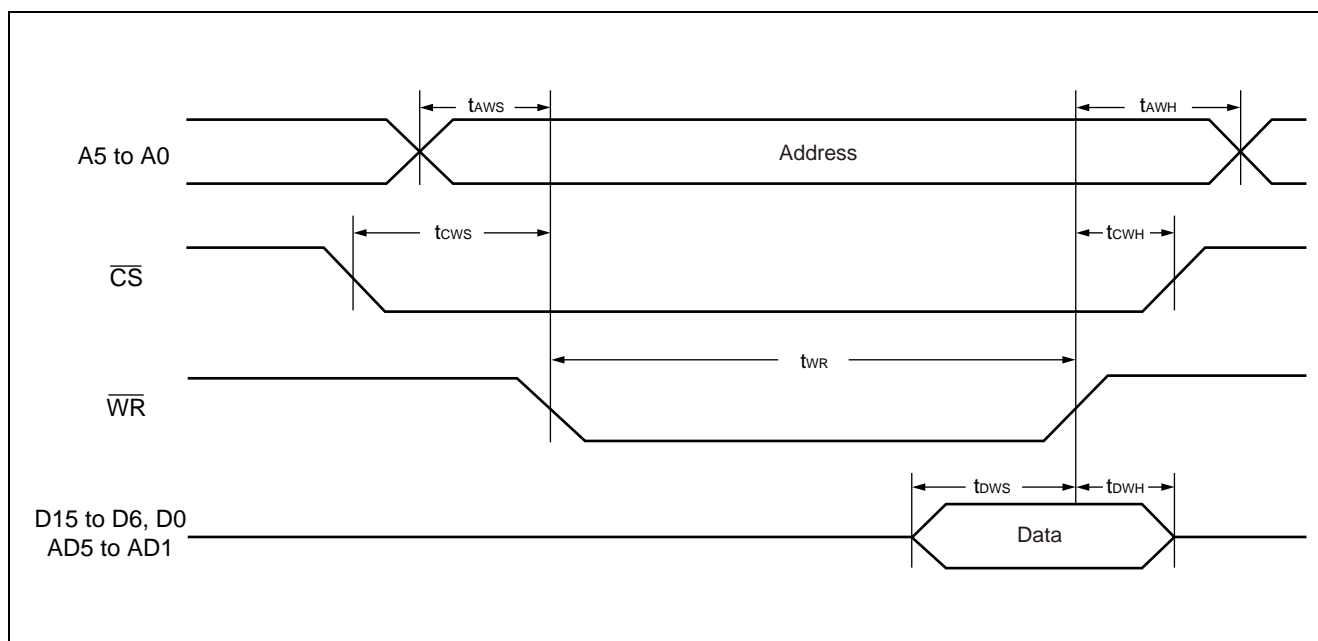 tAWS
tAWH
A5 to A0
Address
tCWS
tCWH
CS
tWR
WR
tDWS
tDWH
D15 to D6, D0
AD5 to AD1
Data